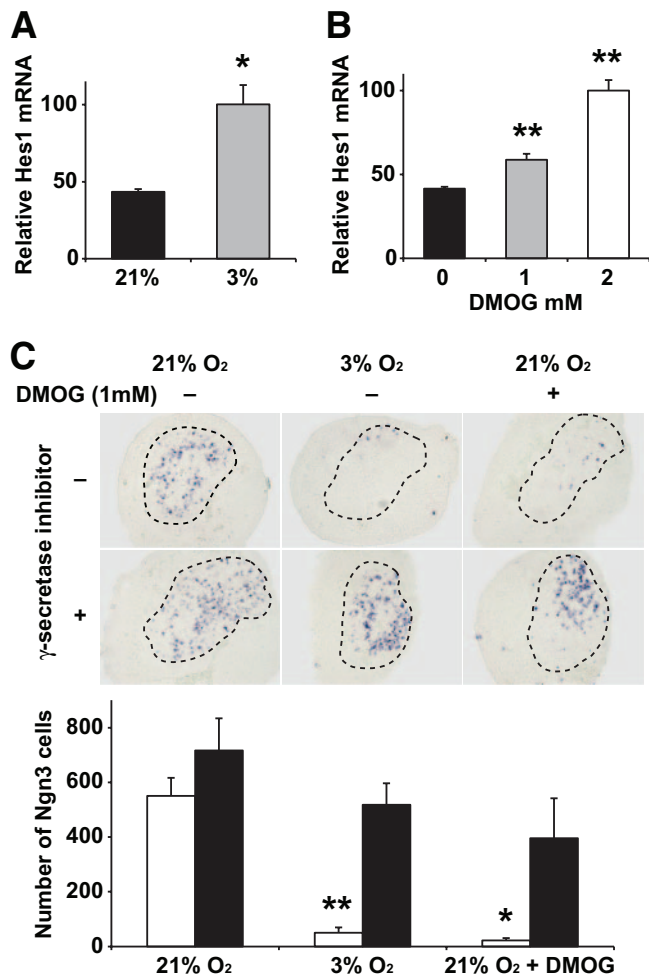 A
Relative Hes1 mRNA
100
50
0
*
21%
3%
B
Relative Hes1 mRNA
100
50
0
**
**
0
1
2
DMOG mM
C
21% O₂
3% O₂
21% O₂
DMOG (1mM)
–
–
+
γ-secretase inhibitor
–
+
Number of Ngn3 cells
800
600
400
200
0
**
*
21% O₂
3% O₂
21% O₂ + DMOG